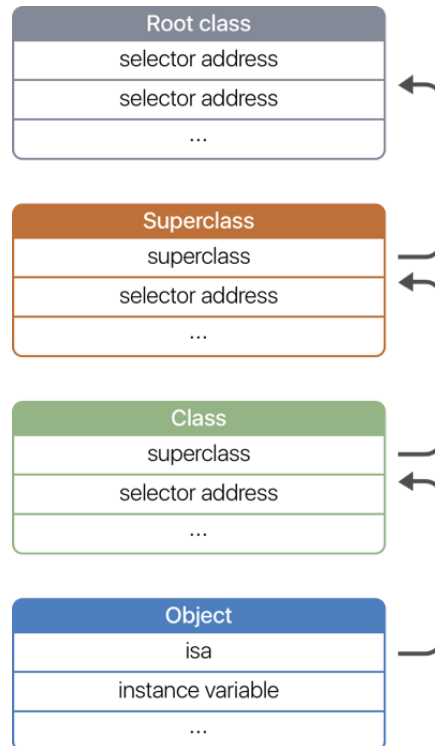 Root class
selector address
selector address
...
Superclass
superclass
selector address
...
Class
superclass
selector address
...
Object
isa
instance variable
...